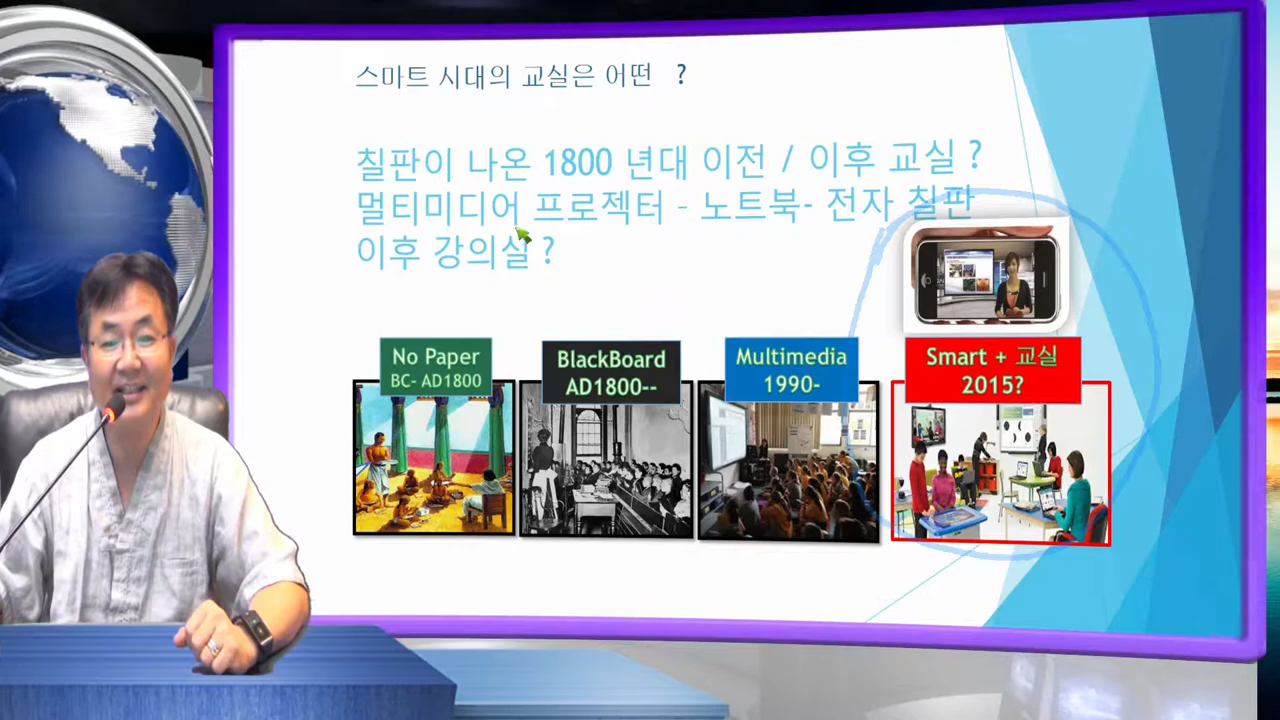 스마트 시대의 교실은 어떤 ?
칠판이 나온 1800 년대 이전 / 이후 교실 ?
멀티미디어 프로젝터 - 노트북- 전자 칠판
이후 강의실 ?
No Paper
BC- AD1800
BlackBoard
AD1800--
Multimedia
1990-
Smart + 교실
2015?